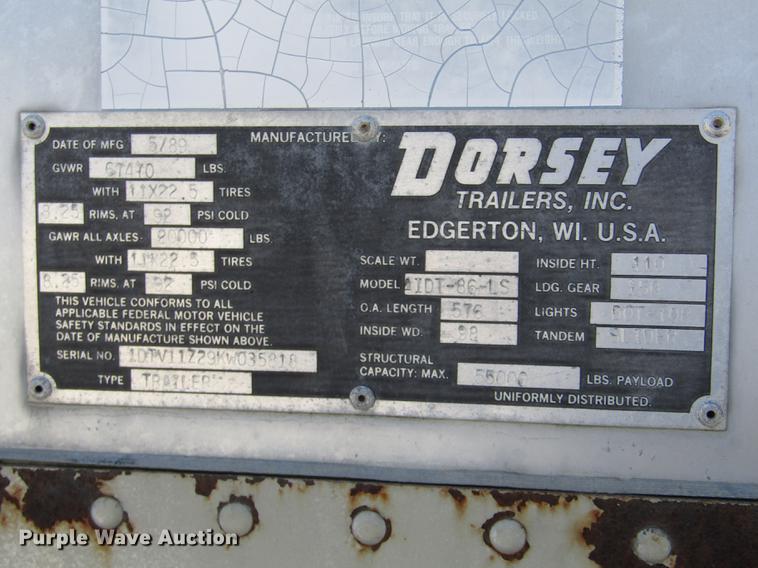 DATE OF MFG 5/89
GVWR 67470 LBS.
WITH 11X22.5 TIRES
8.25 RIMS. AT 92 PSI COLD
GAWR ALL AXLES: 20000 LBS.
WITH 11X22.5 TIRES
8.25 RIMS. AT 92 PSI COLD
THIS VEHICLE CONFORMS TO ALL
APPLICABLE FEDERAL MOTOR VEHICLE
SAFETY STANDARDS IN EFFECT ON THE
DATE OF MANUFACTURE SHOWN ABOVE.
SERIAL NO. 1DTV11Z29KW035818
TYPE TRAILER
MANUFACTURED BY:
DORSEY
TRAILERS, INC.
EDGERTON, WI. U.S.A.
SCALE WT.
MODEL AIDT-86-LS
O.A. LENGTH 576
INSIDE WD. 98
INSIDE HT. 110
LDG. GEAR
LIGHTS
TANDEM
STRUCTURAL
CAPACITY: MAX. 55000 LBS. PAYLOAD
UNIFORMLY DISTRIBUTED.
Purple Wave Auction